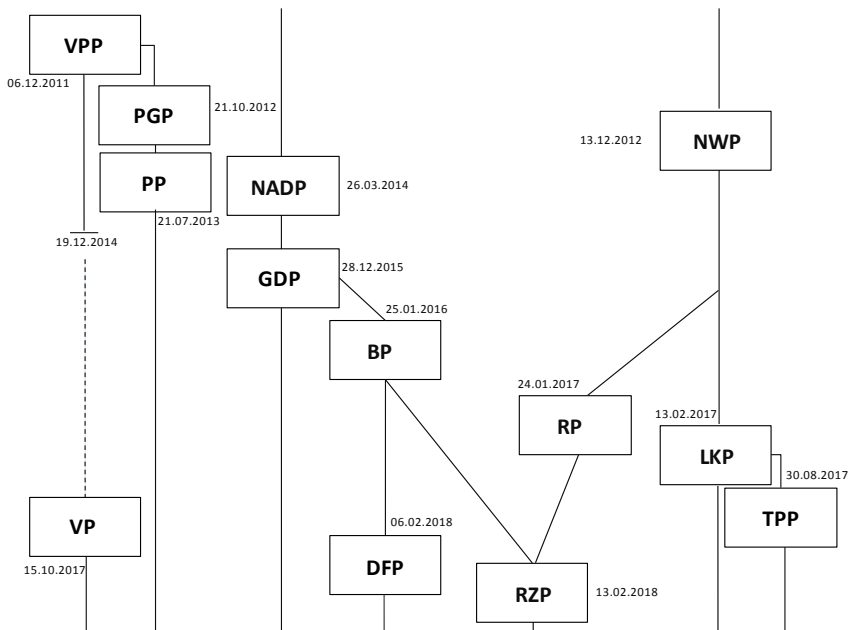 VPP
06.12.2011
PGP
21.10.2012
NWP
13.12.2012
PP
21.07.2013
NADP
26.03.2014
19.12.2014
GDP
28.12.2015
25.01.2016
BP
24.01.2017
RP
13.02.2017
LKP
30.08.2017
TPP
VP
15.10.2017
06.02.2018
DFP
RZP
13.02.2018